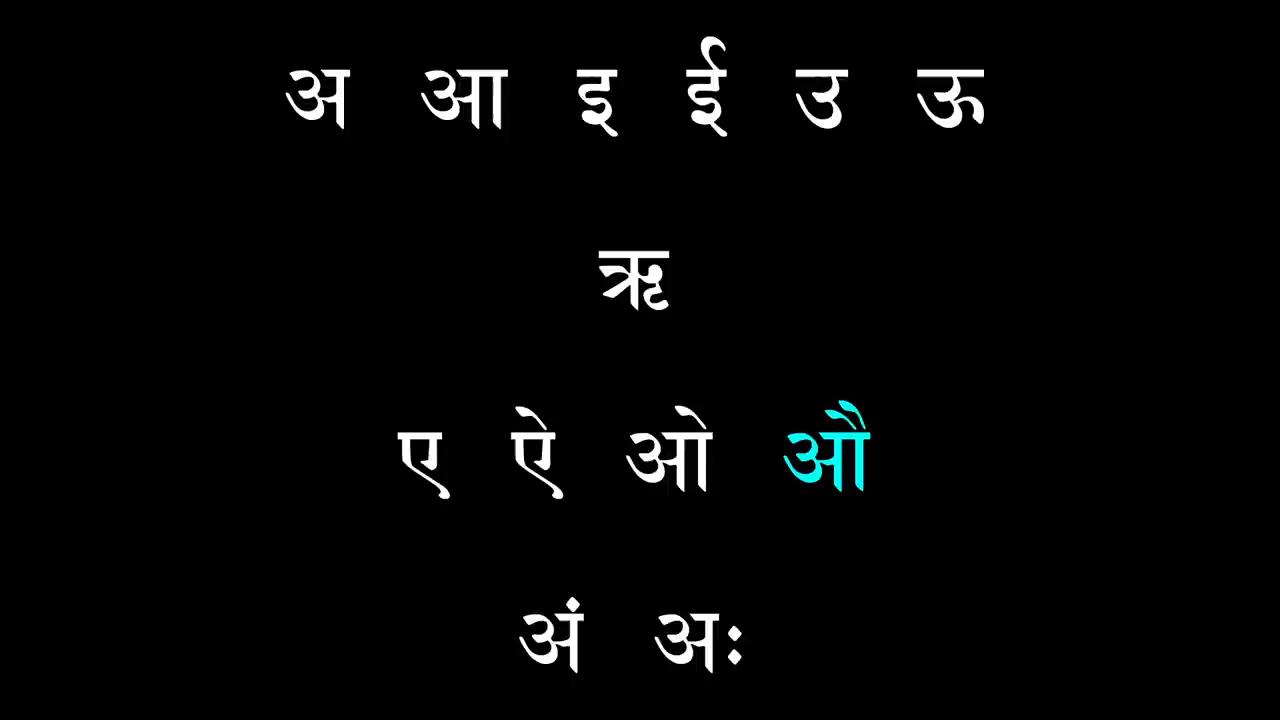 अ आ इ ई उ ऊ
ऋ
ए ऐ ओ औ
अं अः